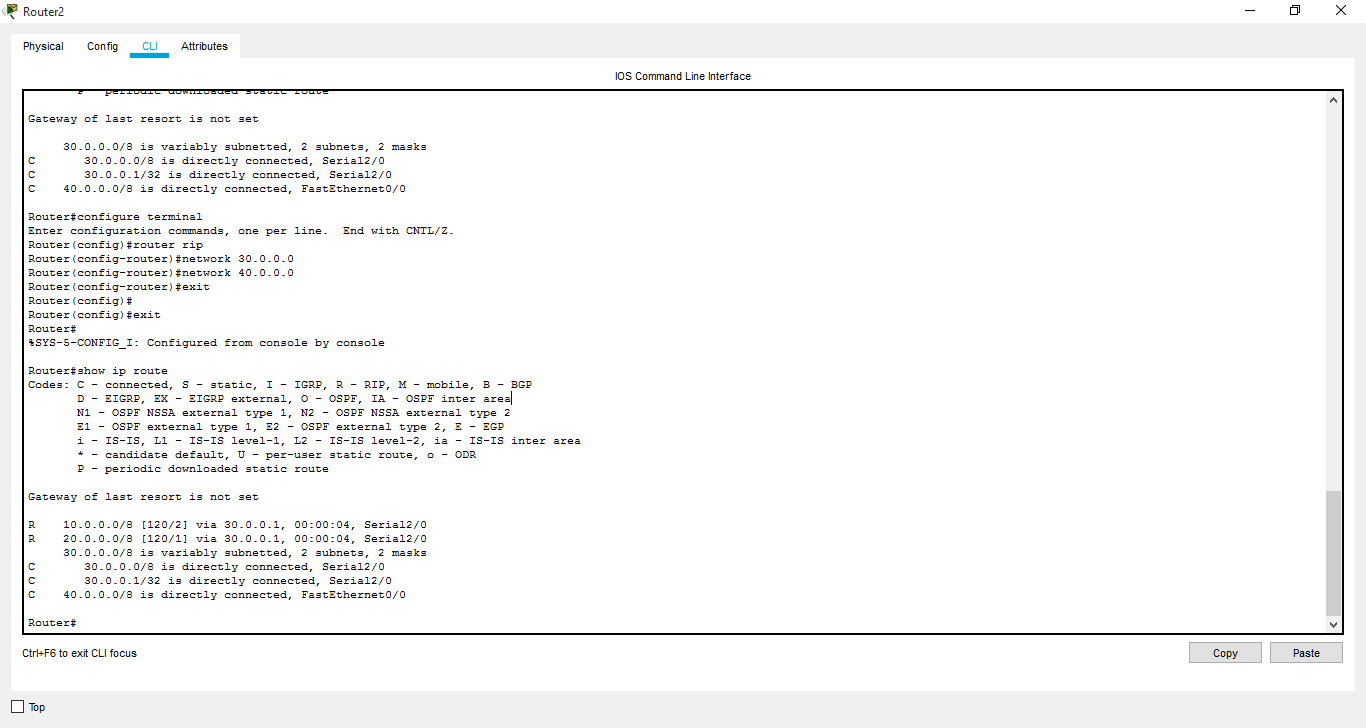 Router2
Physical Config CLI Attributes
IOS Command Line Interface
P - periodic downloaded static route
Gateway of last resort is not set
     30.0.0.0/8 is variably subnetted, 2 subnets, 2 masks
C       30.0.0.0/8 is directly connected, Serial2/0
C       30.0.0.1/32 is directly connected, Serial2/0
C    40.0.0.0/8 is directly connected, FastEthernet0/0
Router#configure terminal
Enter configuration commands, one per line.  End with CNTL/Z.
Router(config)#router rip
Router(config-router)#network 30.0.0.0
Router(config-router)#network 40.0.0.0
Router(config-router)#exit
Router(config)#
Router(config)#exit
Router#
%SYS-5-CONFIG_I: Configured from console by console
Router#show ip route
Codes: C - connected, S - static, I - IGRP, R - RIP, M - mobile, B - BGP
       D - EIGRP, EX - EIGRP external, O - OSPF, IA - OSPF inter area
       N1 - OSPF NSSA external type 1, N2 - OSPF NSSA external type 2
       E1 - OSPF external type 1, E2 - OSPF external type 2, E - EGP
       i - IS-IS, L1 - IS-IS level-1, L2 - IS-IS level-2, ia - IS-IS inter area
       * - candidate default, U - per-user static route, o - ODR
       P - periodic downloaded static route
Gateway of last resort is not set
R    10.0.0.0/8 [120/2] via 30.0.0.1, 00:00:04, Serial2/0
R    20.0.0.0/8 [120/1] via 30.0.0.1, 00:00:04, Serial2/0
     30.0.0.0/8 is variably subnetted, 2 subnets, 2 masks
C       30.0.0.0/8 is directly connected, Serial2/0
C       30.0.0.1/32 is directly connected, Serial2/0
C    40.0.0.0/8 is directly connected, FastEthernet0/0
Router#
Ctrl+F6 to exit CLI focus
Copy Paste
Top